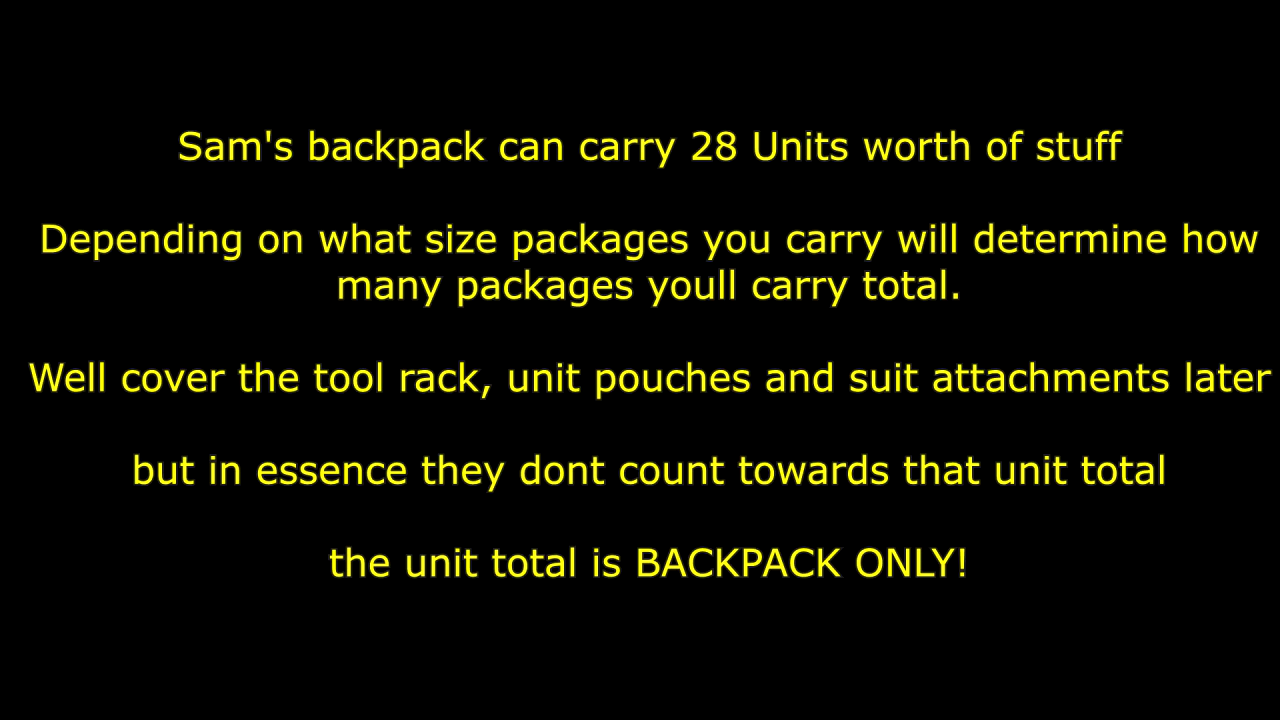 Sam's backpack can carry 28 Units worth of stuff
Depending on what size packages you carry will determine how
many packages youll carry total.
Well cover the tool rack, unit pouches and suit attachments later
but in essence they dont count towards that unit total
the unit total is BACKPACK ONLY!